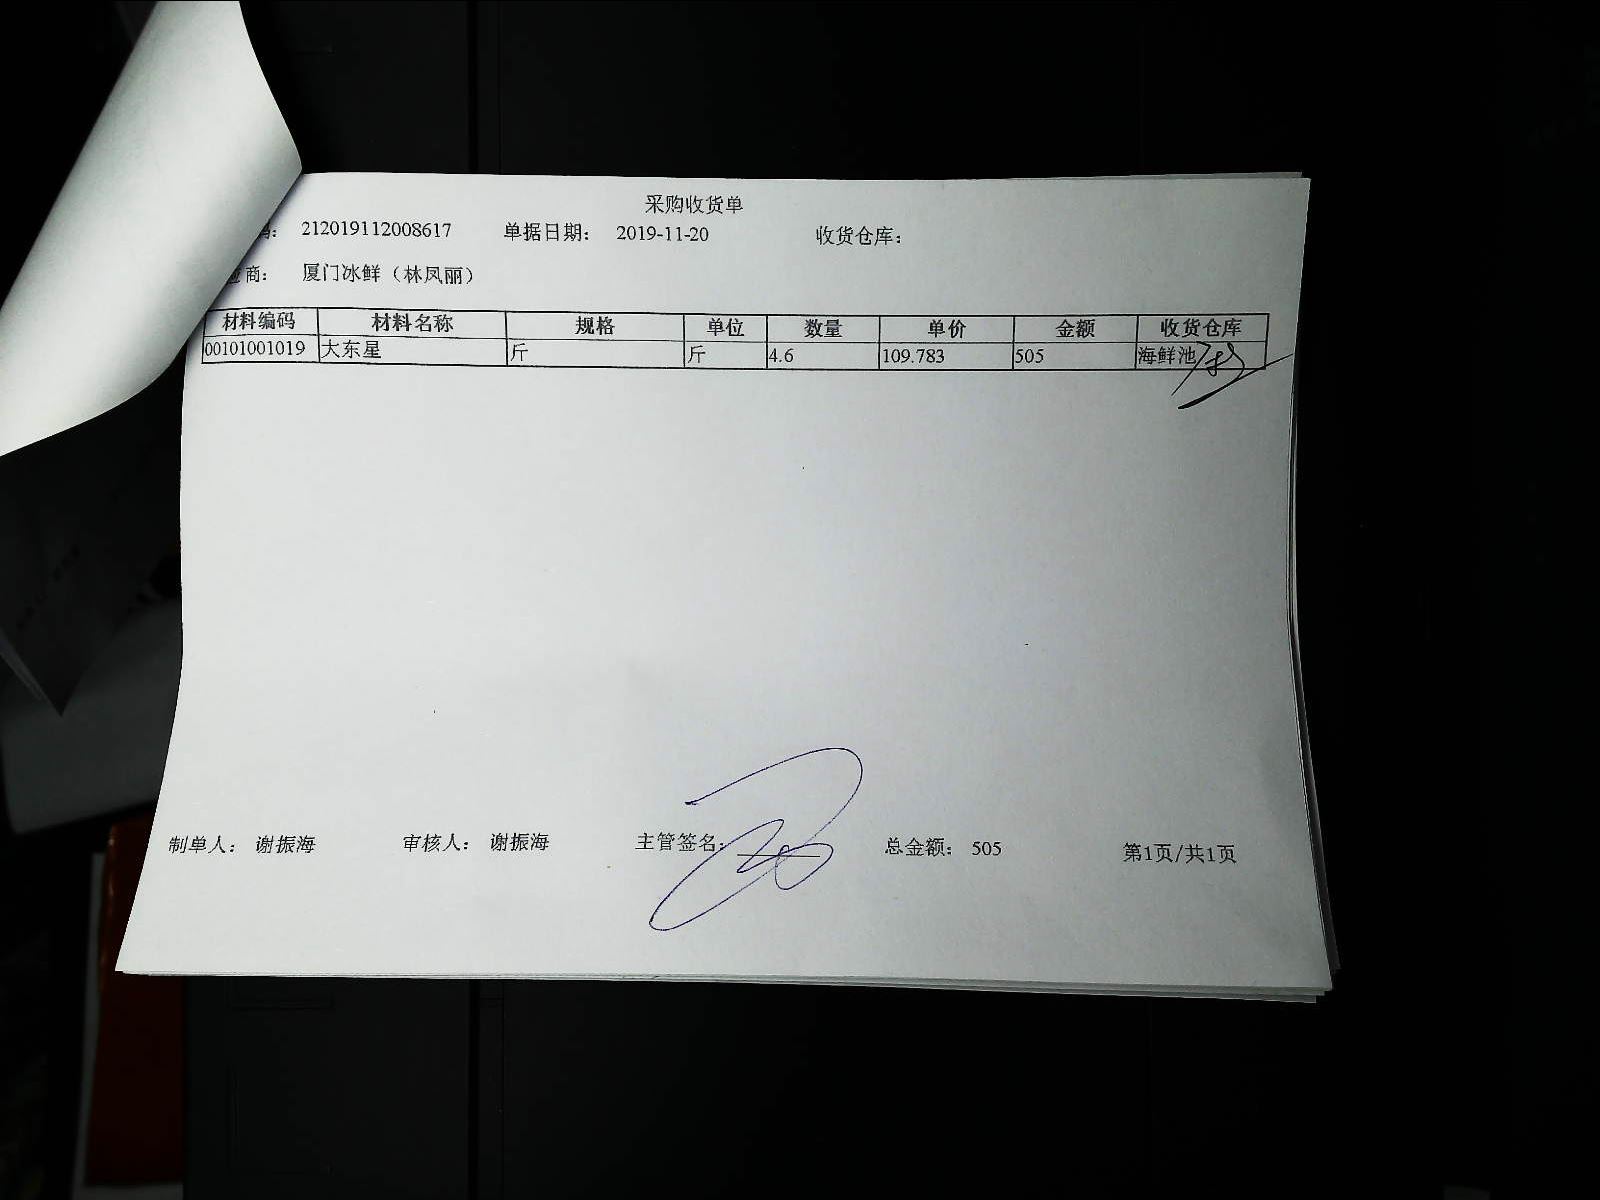 采购收货单
码： 212019112008617 单据日期： 2019-11-20 收货仓库：
应商： 厦门冰鲜（林凤丽）
材料编码 材料名称 规格 单位 数量 单价 金额 收货仓库
00101001019 大东星 斤 斤 4.6 109.783 505 海鲜池
制单人： 谢振海 审核人： 谢振海 主管签名： 总金额： 505 第1页/共1页